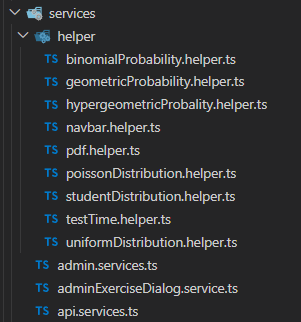 services
helper
TS binomialProbability.helper.ts
TS geometricProbability.helper.ts
TS hypergeometricProbality.helper.ts
TS navbar.helper.ts
TS pdf.helper.ts
TS poissonDistribution.helper.ts
TS studentDistribution.helper.ts
TS testTime.helper.ts
TS uniformDistribution.helper.ts
TS admin.services.ts
TS adminExerciseDialog.service.ts
TS api.services.ts